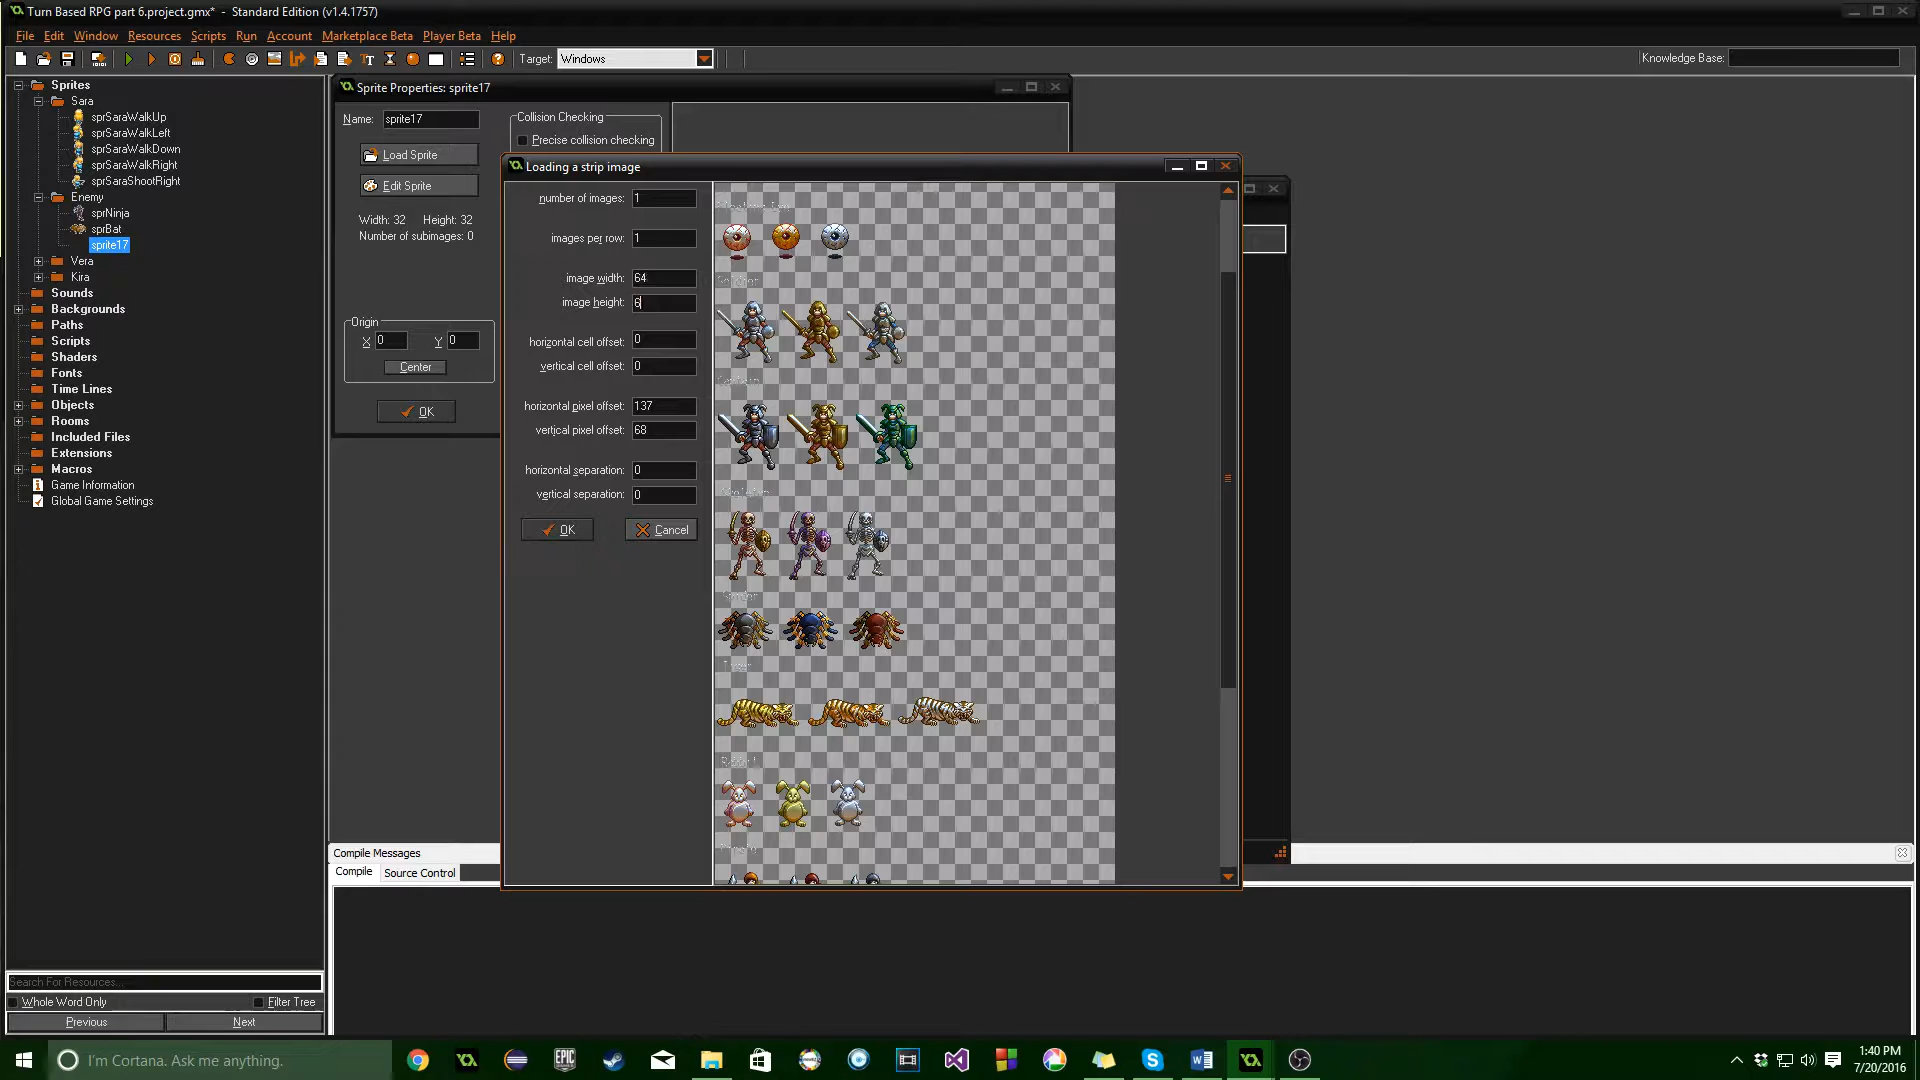 Turn Based RPG part 6.project.gmx* - Standard Edition (v1.4.1757)
File Edit Window Resources Scripts Run Account Marketplace Beta Player Beta Help
Target: Windows
Knowledge Base:
Sprites
Sara
sprSaraWalkUp
sprSaraWalkLeft
sprSaraWalkDown
sprSaraWalkRight
sprSaraShootRight
Enemy
sprNinja
sprBat
sprite17
Vera
Kira
Sounds
Backgrounds
Paths
Scripts
Shaders
Fonts
Time Lines
Objects
Rooms
Included Files
Extensions
Macros
Game Information
Global Game Settings
Search For Resources...
Whole Word Only Filter Tree
Previous Next
Sprite Properties: sprite17
Name: sprite17
Load Sprite
Edit Sprite
Width: 32 Height: 32
Number of subimages: 0
Origin
X 0 Y 0
Center
OK
Collision Checking
Precise collision checking
Loading a strip image
number of images: 1
images per row: 1
image width: 64
image height: 6
horizontal cell offset: 0
vertical cell offset: 0
horizontal pixel offset: 137
vertical pixel offset: 68
horizontal separation: 0
vertical separation: 0
OK Cancel
Compile Messages
Compile Source Control
I'm Cortana. Ask me anything.
EPIC GAMES
1:40 PM
7/20/2016